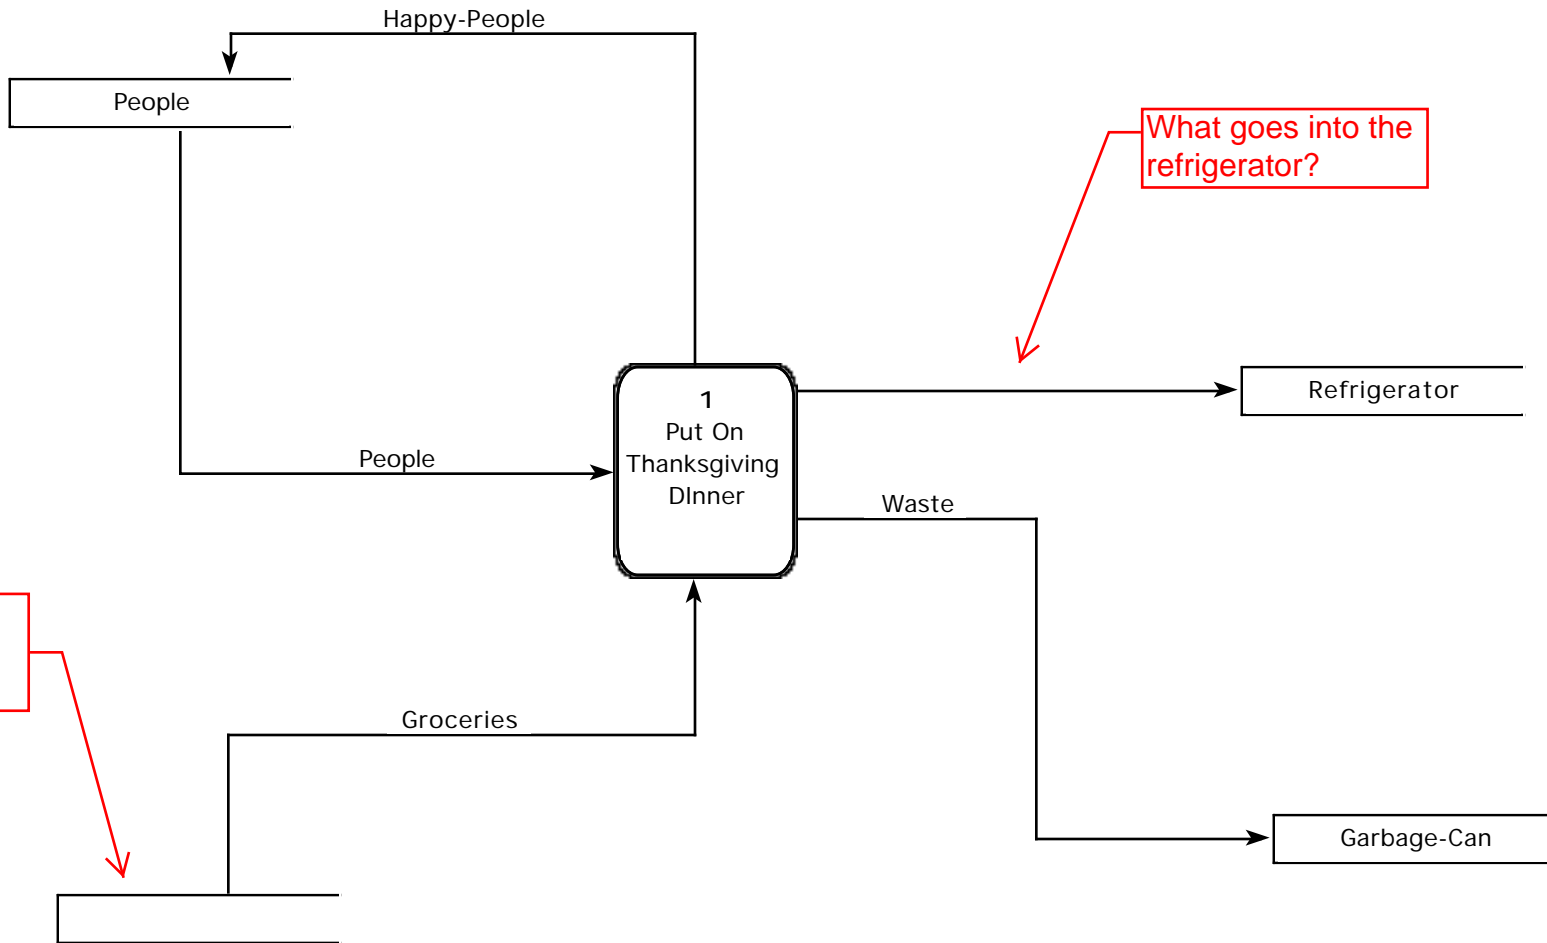 Happy-People
People
What goes into the
refrigerator?
1
Put On
Thanksgiving
DInner
Refrigerator
People
Waste
Groceries
Garbage-Can